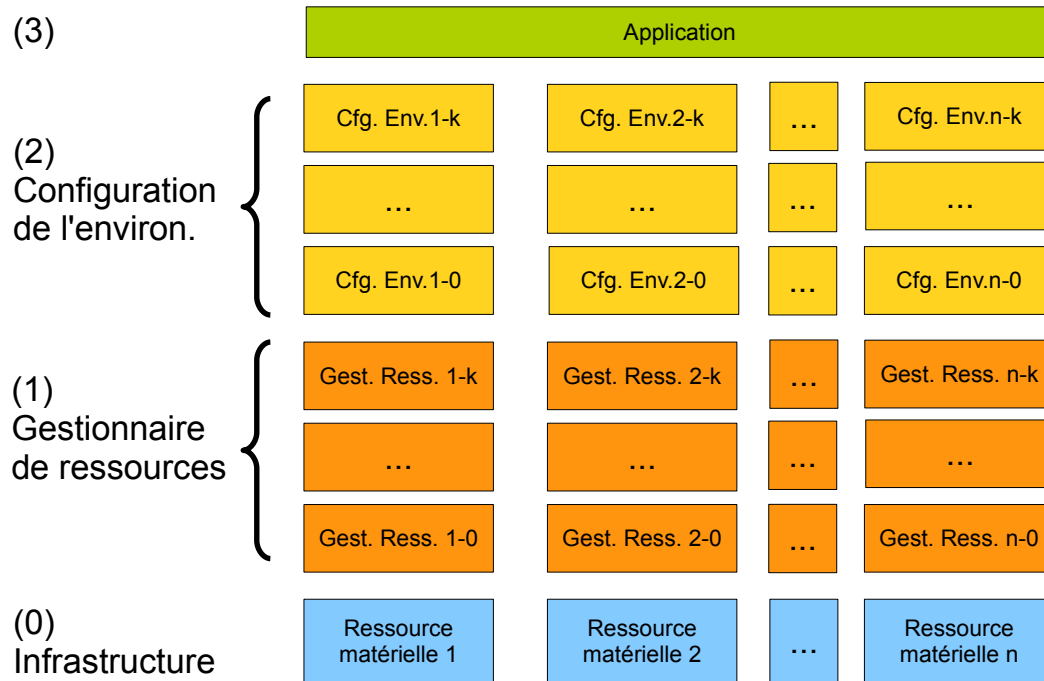 (3)
Application
(2)
Configuration
de l'environ.
Cfg. Env.1-k
Cfg. Env.2-k
...
Cfg. Env.n-k
...
...
...
...
Cfg. Env.1-0
Cfg. Env.2-0
...
Cfg. Env.n-0
(1)
Gestionnaire
de ressources
Gest. Ress. 1-k
Gest. Ress. 2-k
...
Gest. Ress. n-k
...
...
...
...
Gest. Ress. 1-0
Gest. Ress. 2-0
...
Gest. Ress. n-0
(0)
Infrastructure
Ressource
matérielle 1
Ressource
matérielle 2
...
Ressource
matérielle n